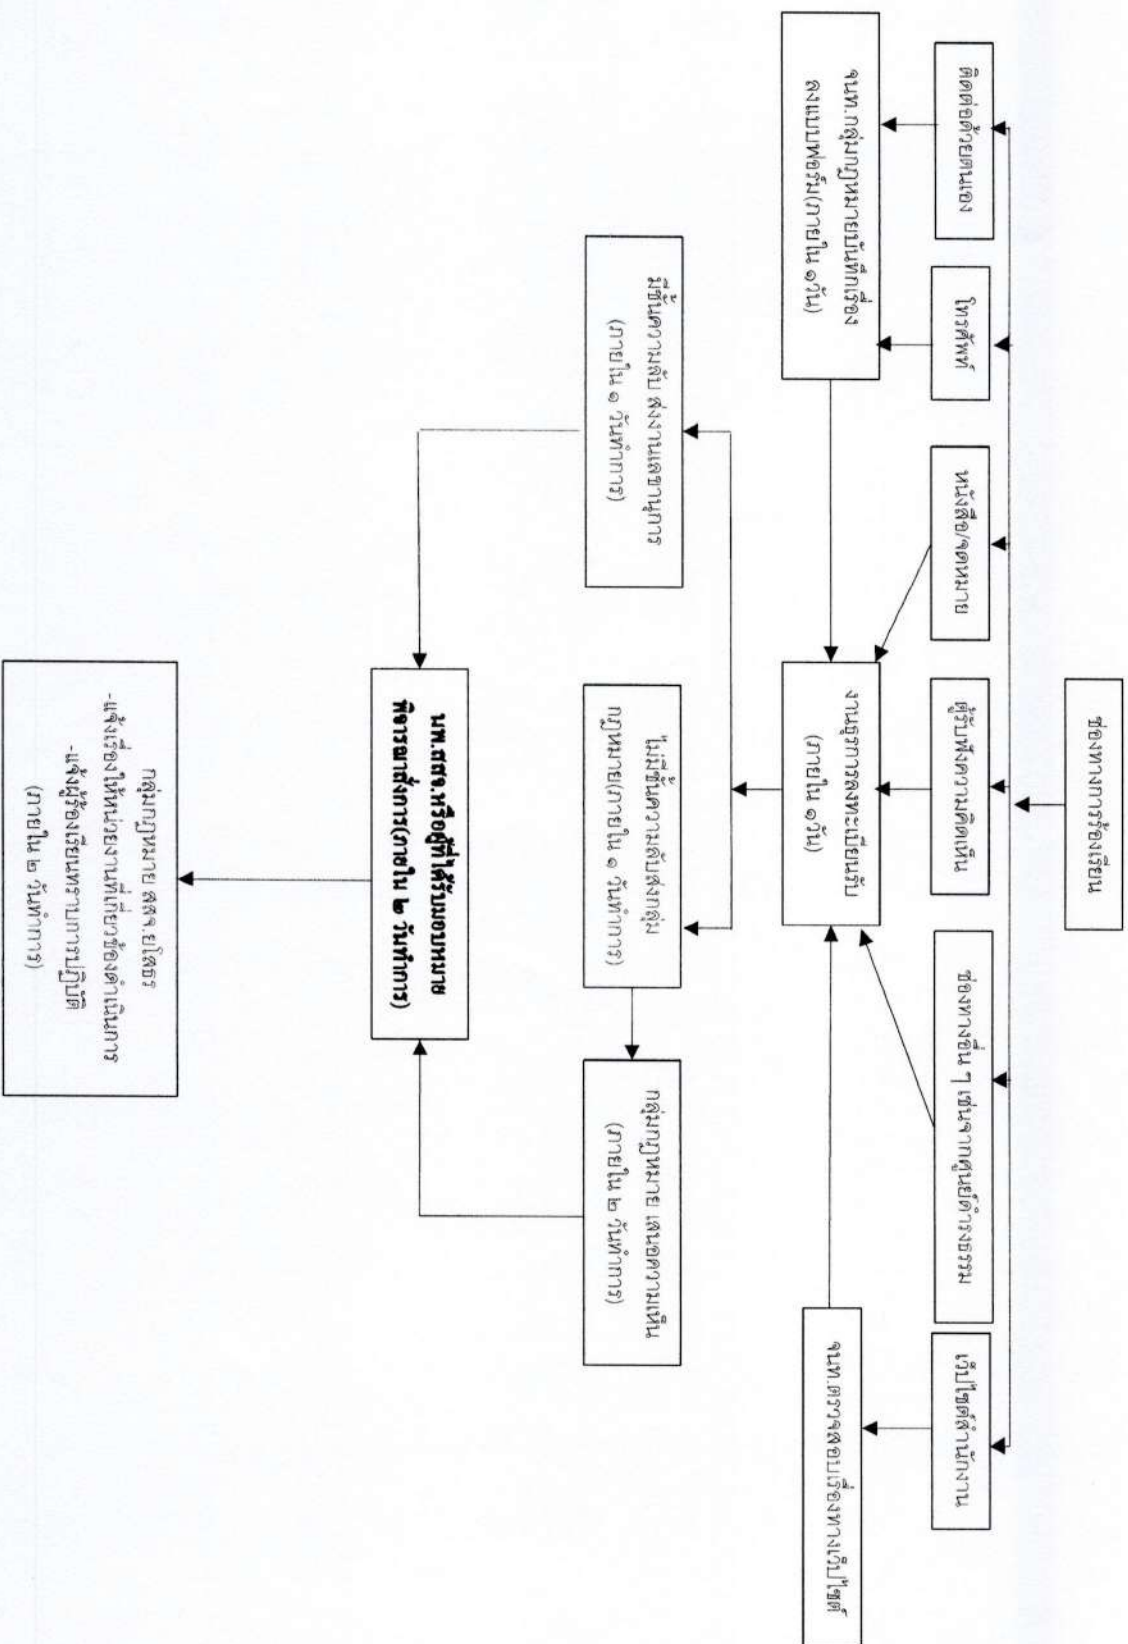 ช่องทางการร้องเรียน
ติดต่อด้วยตนเอง
โทรศัพท์
หนังสือ/จดหมาย
ตู้รับฟังความคิดเห็น
ช่องทางอื่น ๆ เช่นจากศูนย์ดำรงธรรม
เว็ปไซต์สำนักงาน
จนท.กลุ่มกฎหมายบันทึกเรื่อง
ลงแบบฟอร์ม(ภายใน ๑วัน)
งานธุรการลงทะเบียนรับ
(ภายใน ๑วัน)
จนท.ตรวจสอบเรื่องทางเว็ปไซต์
มีชั้นความลับ ส่งงานเลขานุการ
(ภายใน ๑ วันทำการ)
ไม่มีชั้นความลับส่งกลุ่ม
กฎหมาย(ภายใน ๑ วันทำการ)
กลุ่มกฎหมาย เสนอความเห็น
(ภายใน ๒ วันทำการ)
นพ.สสจ.หรือผู้ที่ได้รับมอบหมาย
พิจารณาสั่งการ(ภายใน ๒ วันทำการ)
กลุ่มกฎหมาย สสจ.ยโสธร
-แจ้งเรื่องให้หน่วยงานที่เกี่ยวข้องดำเนินการ
-แจ้งผู้ร้องเรียนทราบการปฏิบัติ
(ภายใน ๒ วันทำการ)